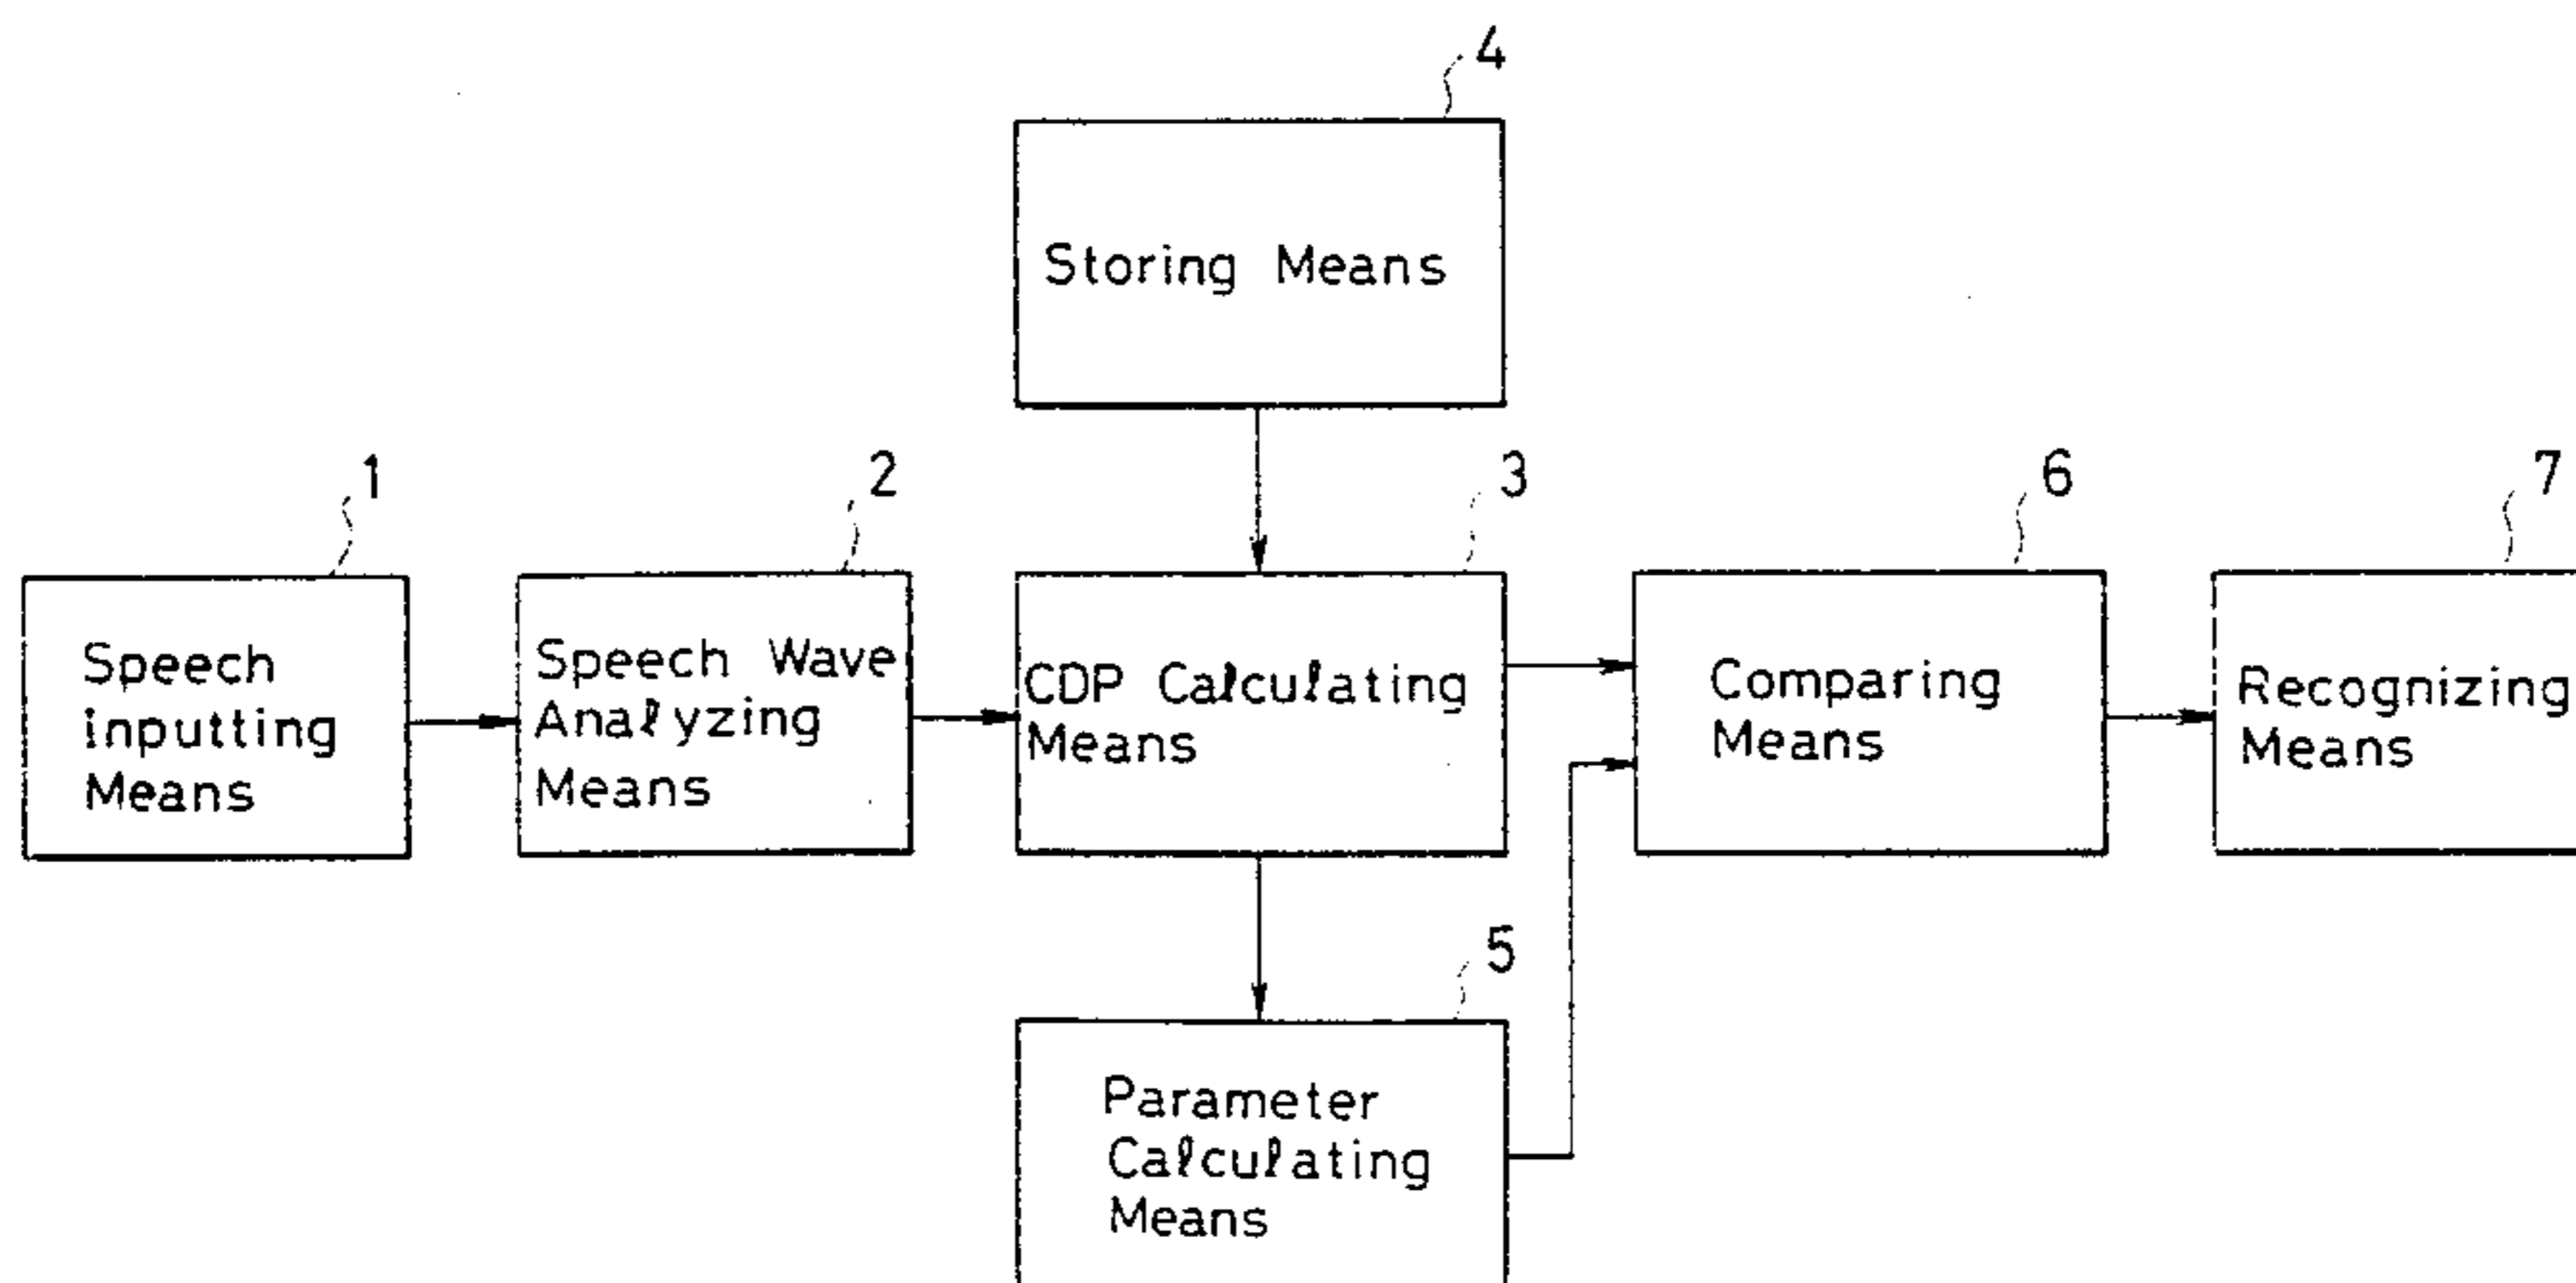 4
Storing Means
1
2
3
6
7
Speech
Inputting
Means
Speech Wave
Analyzing
Means
CDP Calculating
Means
Comparing
Means
Recognizing
Means
5
Parameter
Calculating
Means